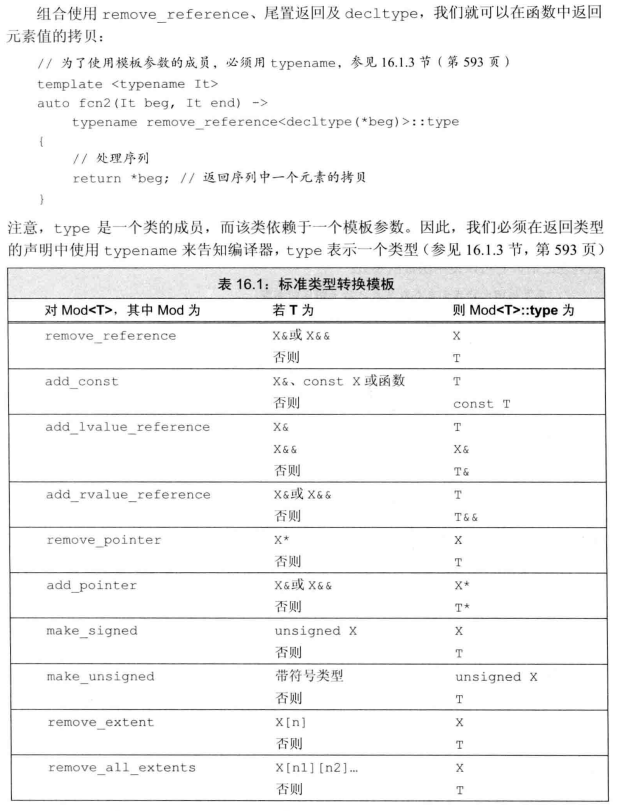 组合使用 remove_reference、尾置返回及 decltype，我们就可以在函数中返回
元素值的拷贝：
// 为了使用模板参数的成员，必须用 typename，参见 16.1.3 节（第 593 页）
template <typename It>
auto fcn2(It beg, It end) ->
typename remove_reference<decltype(*beg)>::type
{
// 处理序列
return *beg; // 返回序列中一个元素的拷贝
}
注意，type 是一个类的成员，而该类依赖于一个模板参数。因此，我们必须在返回类型
的声明中使用 typename 来告知编译器，type 表示一个类型（参见 16.1.3 节，第 593 页）
表 16.1：标准类型转换模板
对 Mod<T>，其中 Mod 为 若 T 为 则 Mod<T>::type 为
remove_reference X&或 X&& X
否则 T
add_const X&、const X 或函数 T
否则 const T
add_lvalue_reference X& T
X&& X&
否则 T&
add_rvalue_reference X&或 X&& T
否则 T&&
remove_pointer X* X
否则 T
add_pointer X&或 X&& X*
否则 T*
make_signed unsigned X X
否则 T
make_unsigned 带符号类型 unsigned X
否则 T
remove_extent X[n] X
否则 T
remove_all_extents X[n1][n2]… X
否则 T